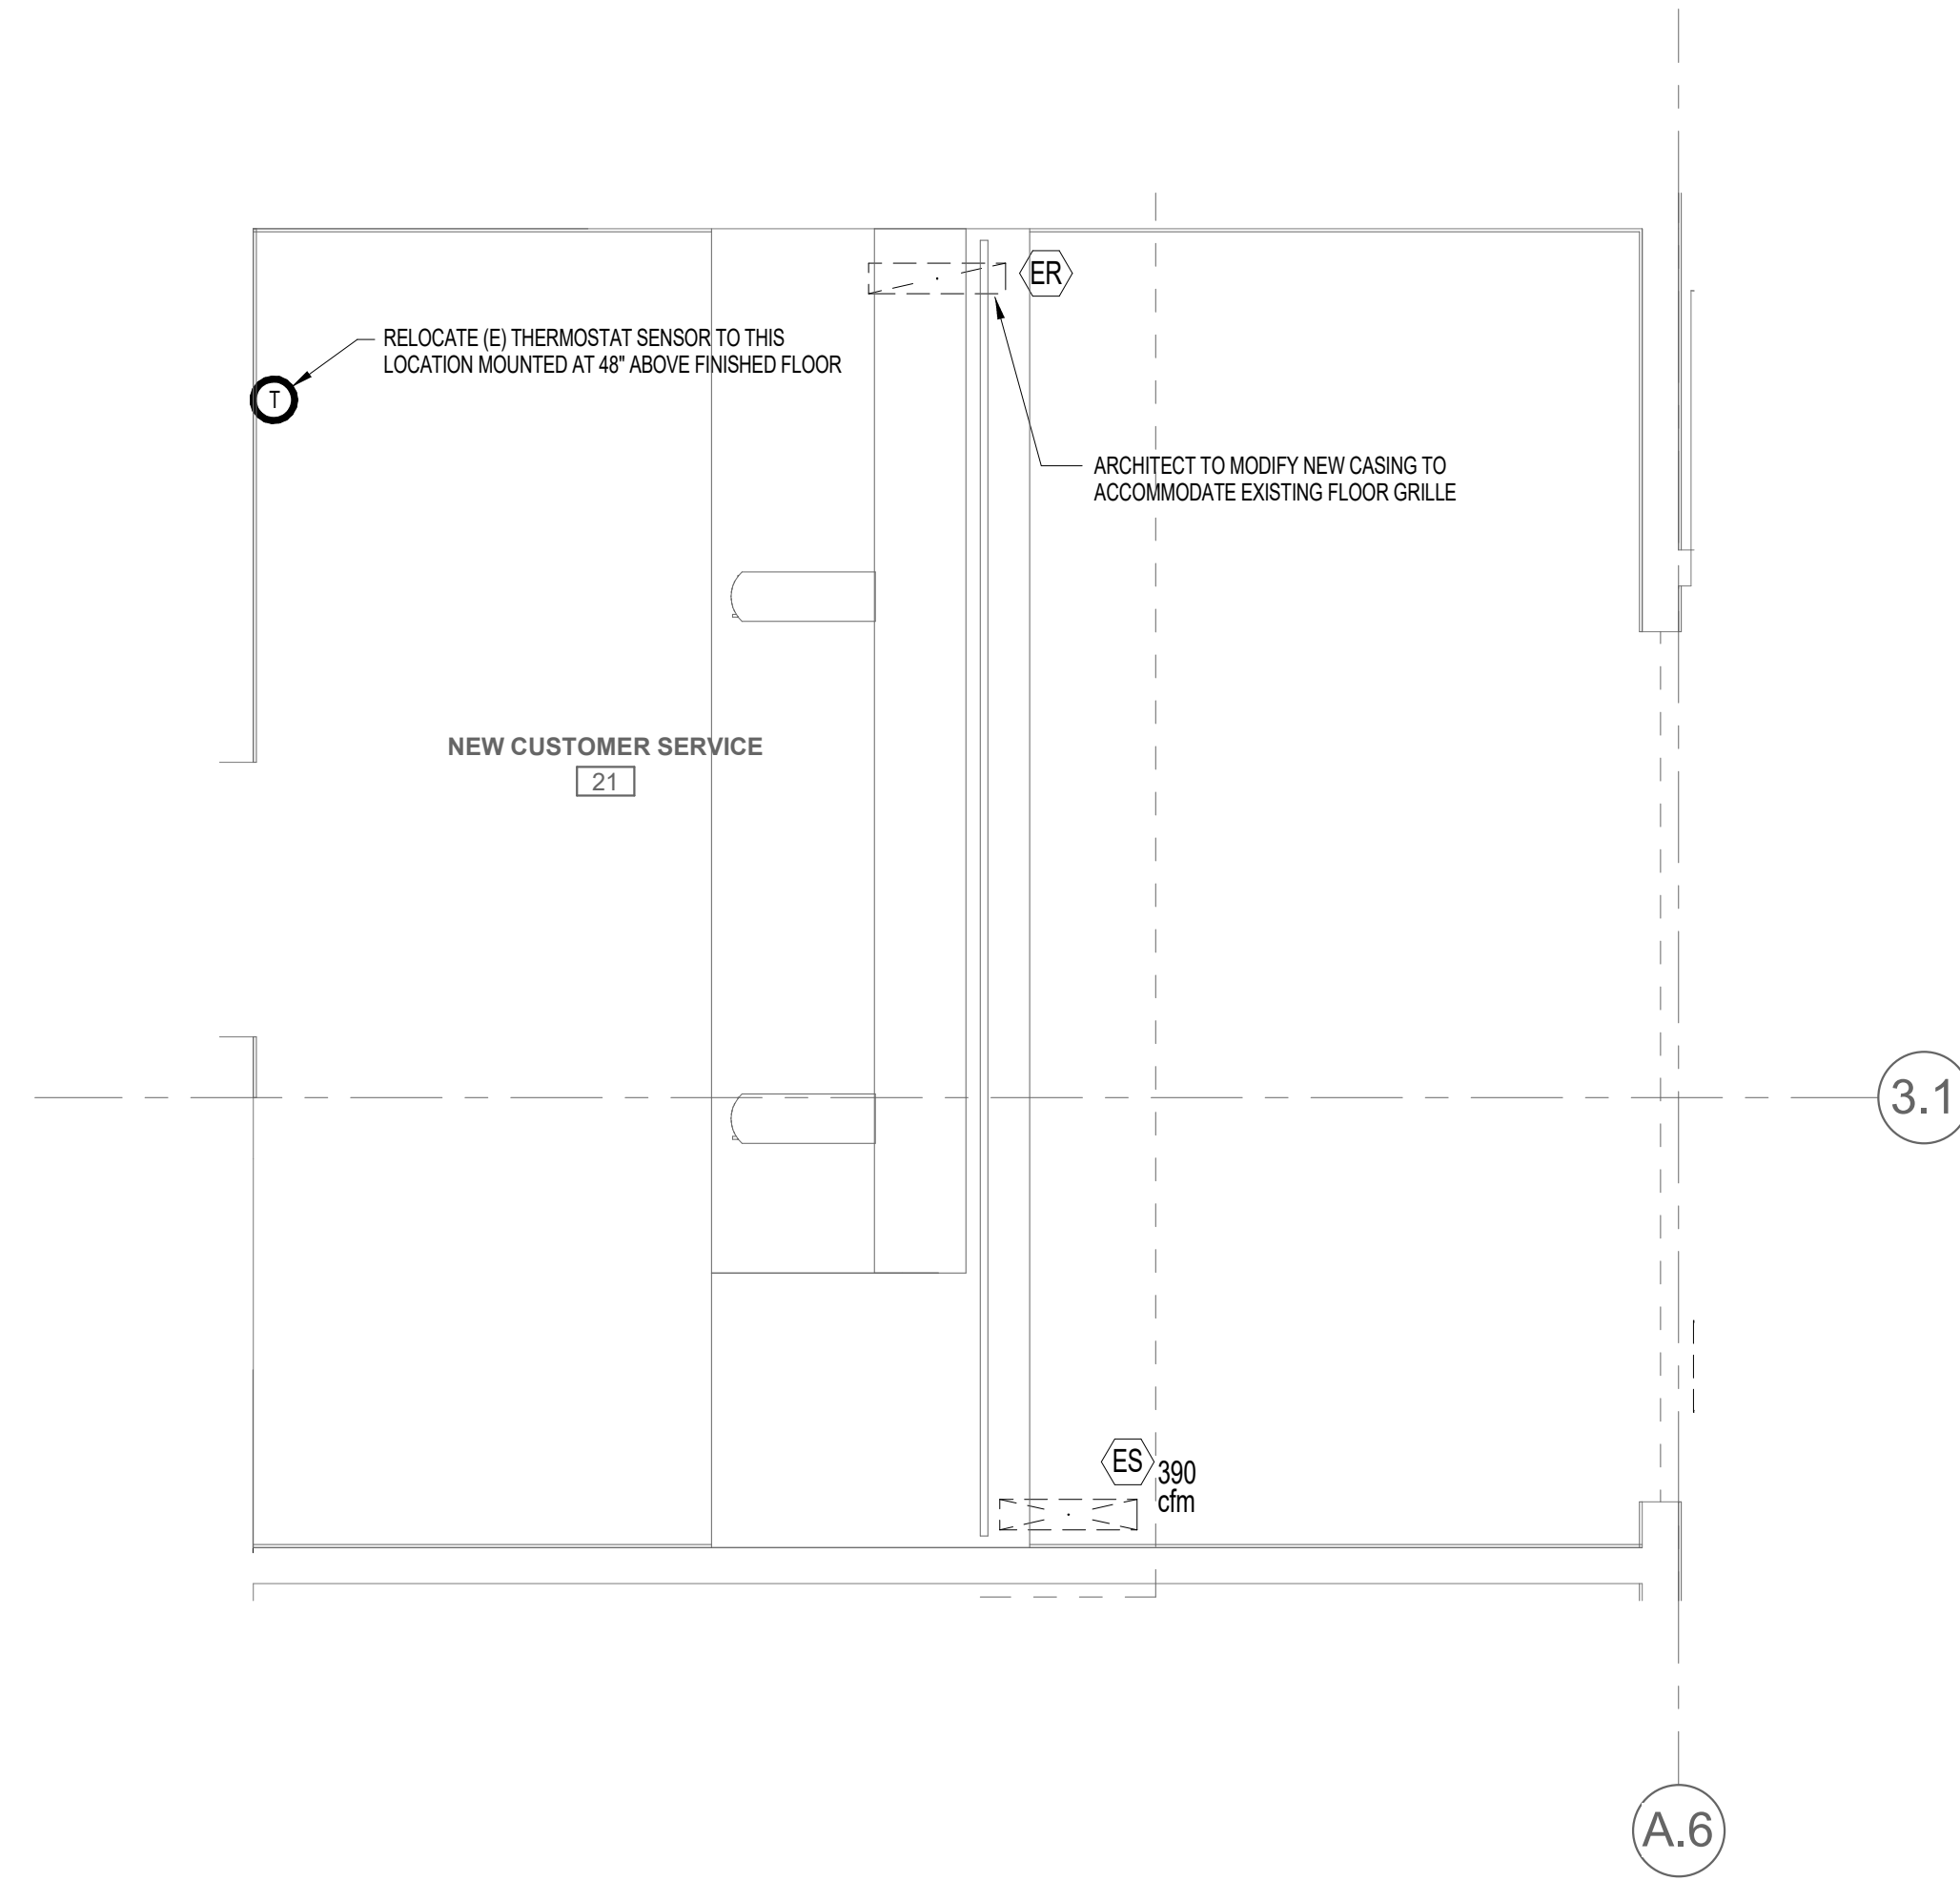 ER
RELOCATE (E) THERMOSTAT SENSOR TO THIS
LOCATION MOUNTED AT 48" ABOVE FINISHED FLOOR
T
ARCHITECT TO MODIFY NEW CASING TO
ACCOMMODATE EXISTING FLOOR GRILLE
NEW CUSTOMER SERVICE
21
3.1
ES
390
cfm
A.6